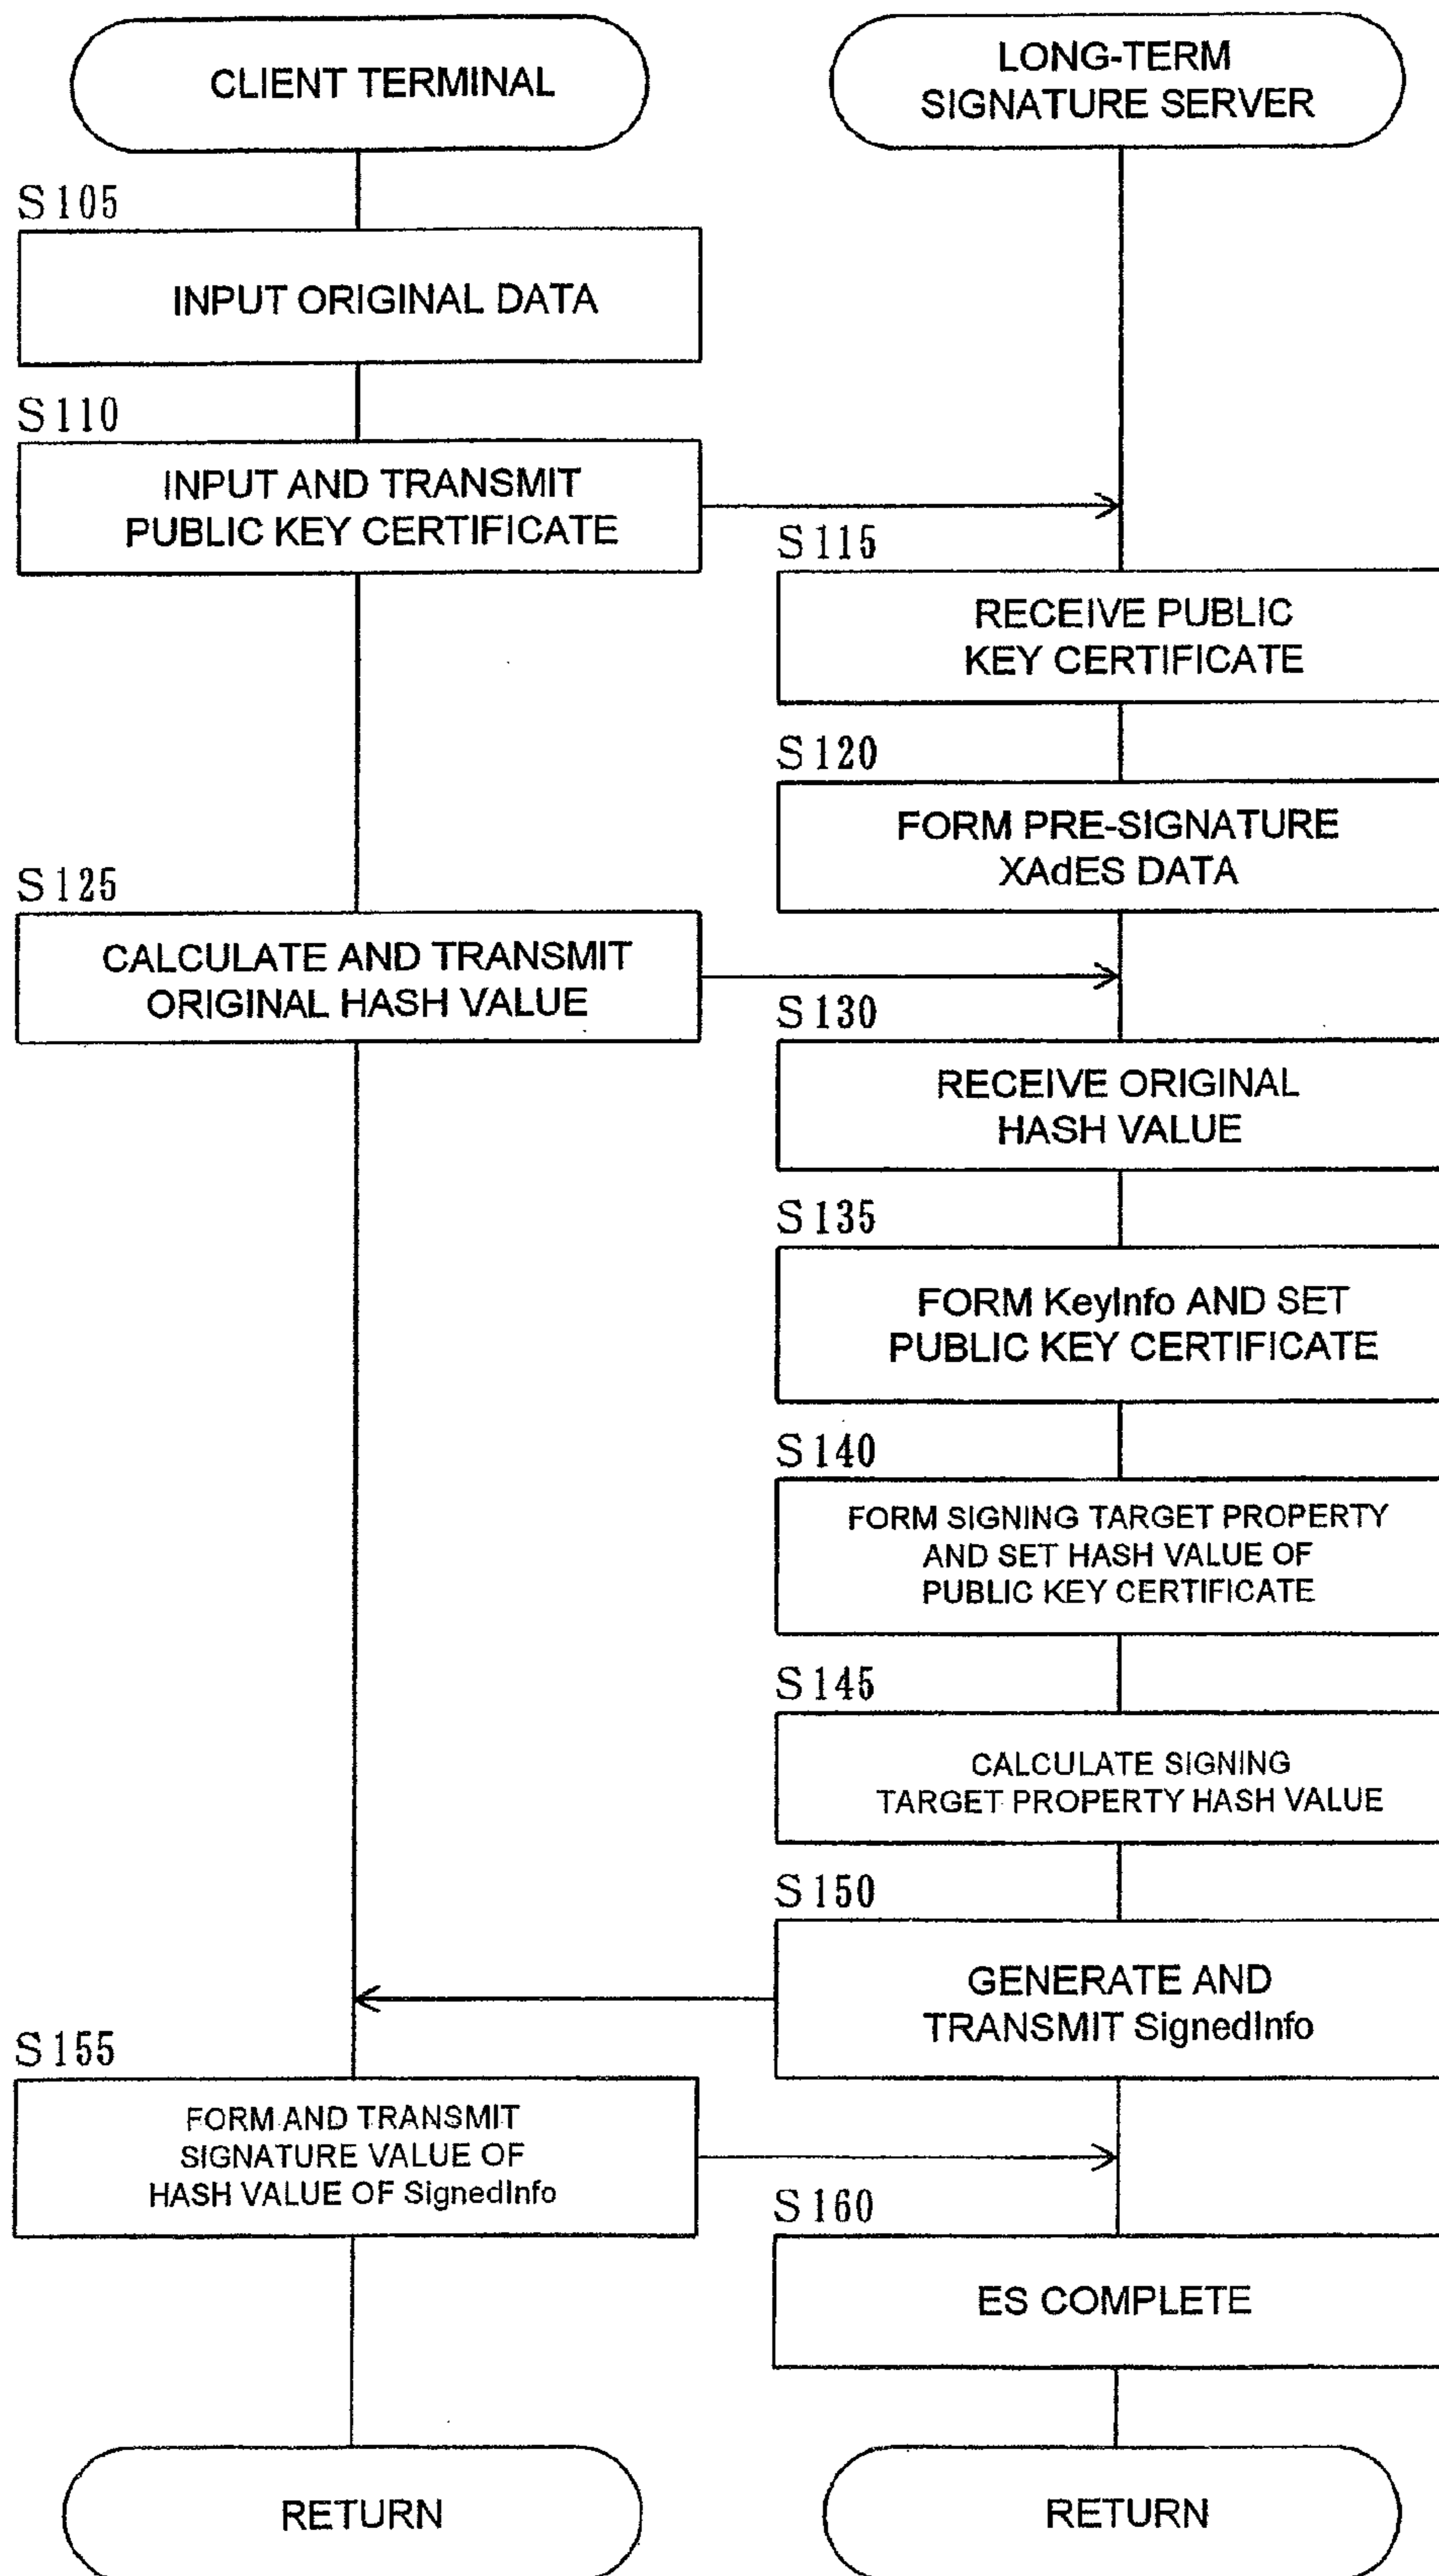 CLIENT TERMINAL
LONG-TERM
SIGNATURE SERVER
S105
INPUT ORIGINAL DATA
S110
INPUT AND TRANSMIT
PUBLIC KEY CERTIFICATE
S115
RECEIVE PUBLIC
KEY CERTIFICATE
S120
FORM PRE-SIGNATURE
XAdES DATA
S125
CALCULATE AND TRANSMIT
ORIGINAL HASH VALUE
S130
RECEIVE ORIGINAL
HASH VALUE
S135
FORM KeyInfo AND SET
PUBLIC KEY CERTIFICATE
S140
FORM SIGNING TARGET PROPERTY
AND SET HASH VALUE OF
PUBLIC KEY CERTIFICATE
S145
CALCULATE SIGNING
TARGET PROPERTY HASH VALUE
S150
GENERATE AND
TRANSMIT SignedInfo
S155
FORM AND TRANSMIT
SIGNATURE VALUE OF
HASH VALUE OF SignedInfo
S160
ES COMPLETE
RETURN
RETURN